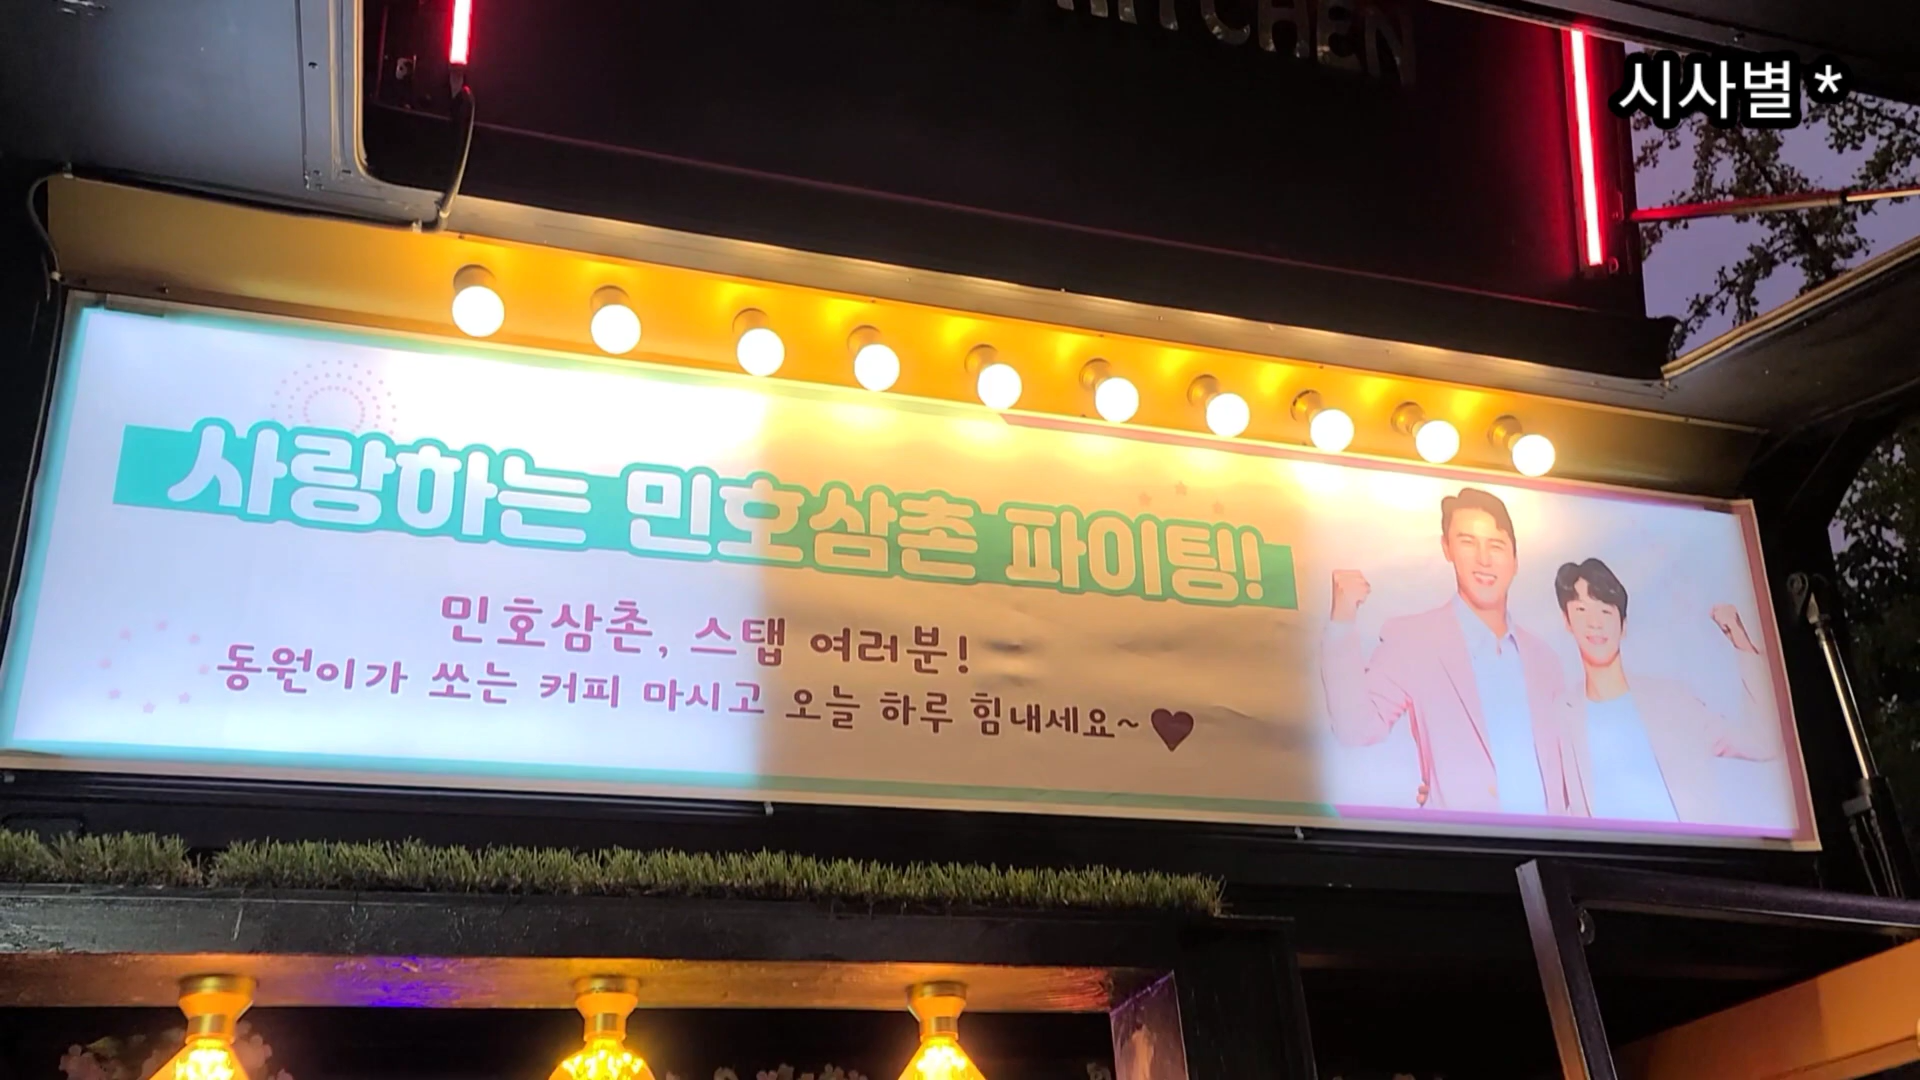 KITCHEN
시사별 *
사랑하는 민호삼촌 파이팅!
민호삼촌, 스탭 여러분!
동원이가 쏘는 커피 마시고 오늘 하루 힘내세요~♥